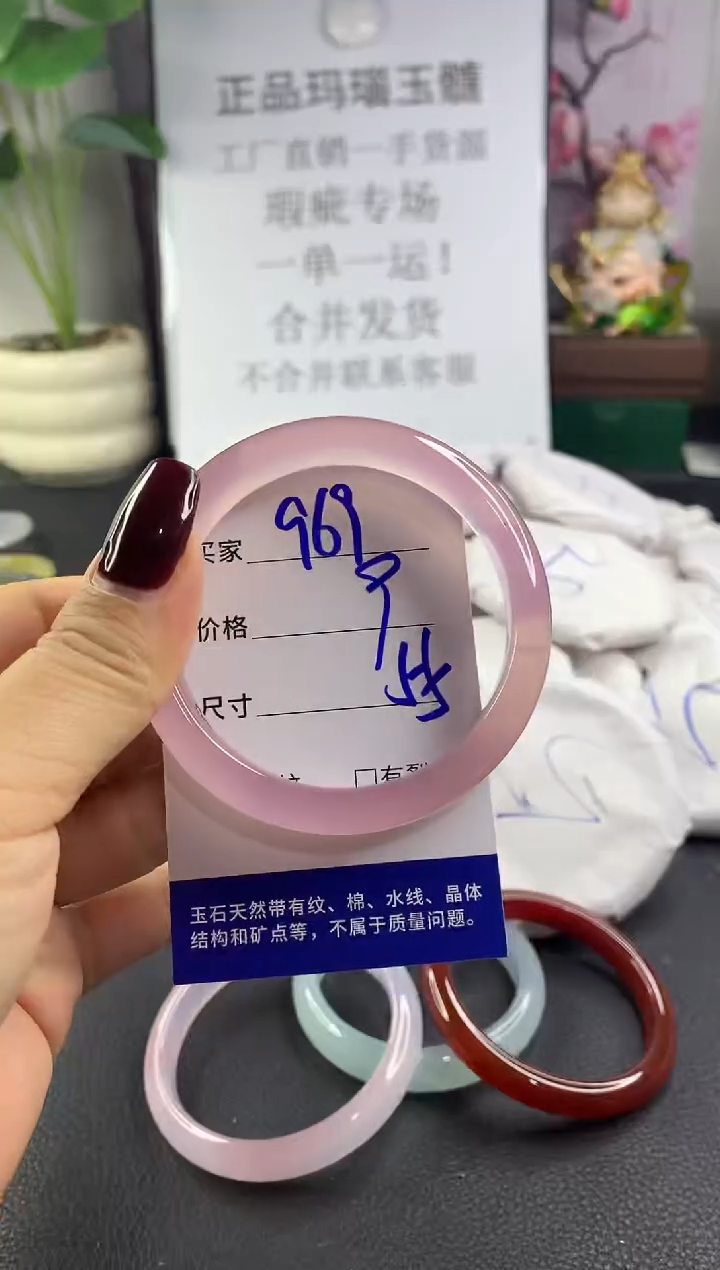 正品玛瑙玉髓
工厂直销一手货源
瑕疵专场
一单一运！
合并发货
不合并联系客服
买家 969
价格
尺寸
有裂
玉石天然带有纹、棉、水线、晶体
结构和矿点等，不属于质量问题。